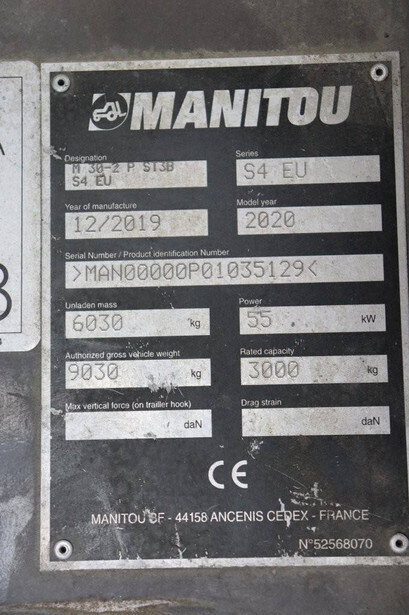 MANITOU
Designation
M 30-2 P ST3B
S4 EU
Series
S4 EU
Year of manufacture
12/2019
Model year
2020
Serial Number / Product identification Number
>MAN00000P01035129<
Unladen mass
6030 kg
Power
55. kW
Authorized gross vehicle weight
9030 kg
Rated capacity
3000 kg
Max vertical force (on trailler hook)
daN
Drag strain
daN
CE
MANITOU BF - 44158 ANCENIS CEDEX - FRANCE
N°52568070